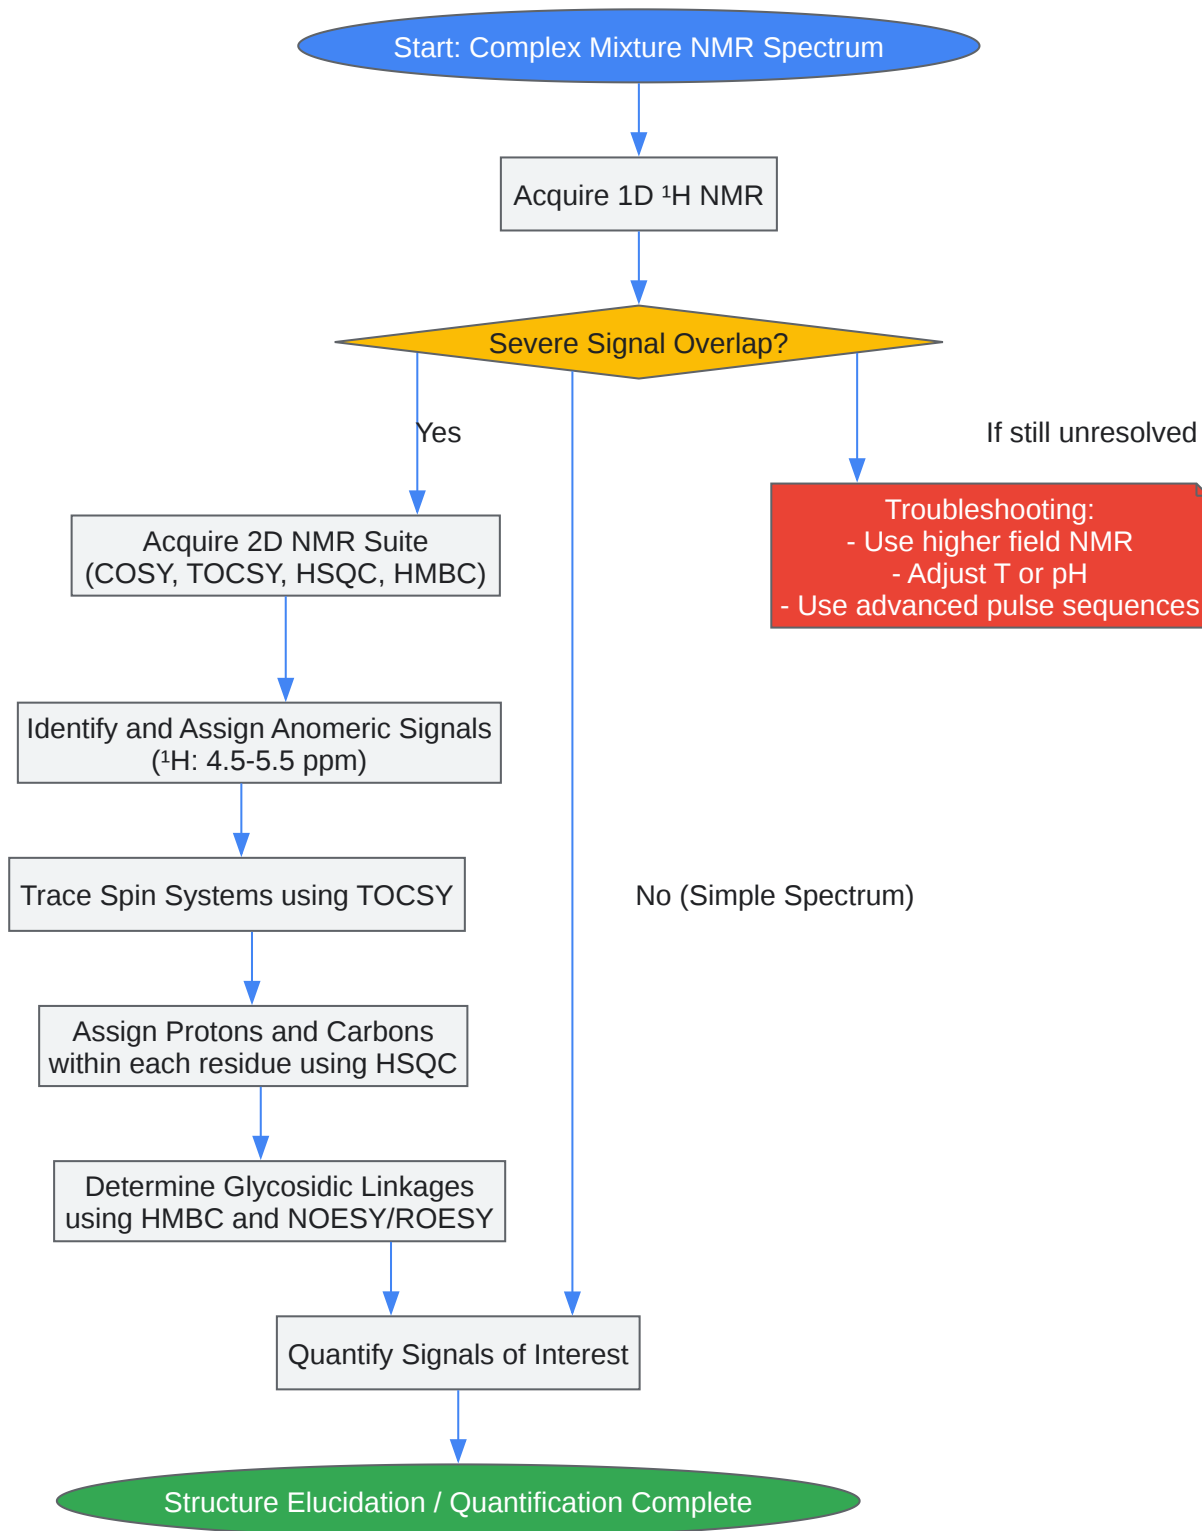 Start: Complex Mixture NMR Spectrum
Acquire 1D ¹H NMR
Severe Signal Overlap?
Yes
If still unresolved
Troubleshooting:
- Use higher field NMR
- Adjust T or pH
- Use advanced pulse sequences
Acquire 2D NMR Suite
(COSY, TOCSY, HSQC, HMBC)
Identify and Assign Anomeric Signals
(¹H: 4.5-5.5 ppm)
Trace Spin Systems using TOCSY
No (Simple Spectrum)
Assign Protons and Carbons
within each residue using HSQC
Determine Glycosidic Linkages
using HMBC and NOESY/ROESY
Quantify Signals of Interest
Structure Elucidation / Quantification Complete